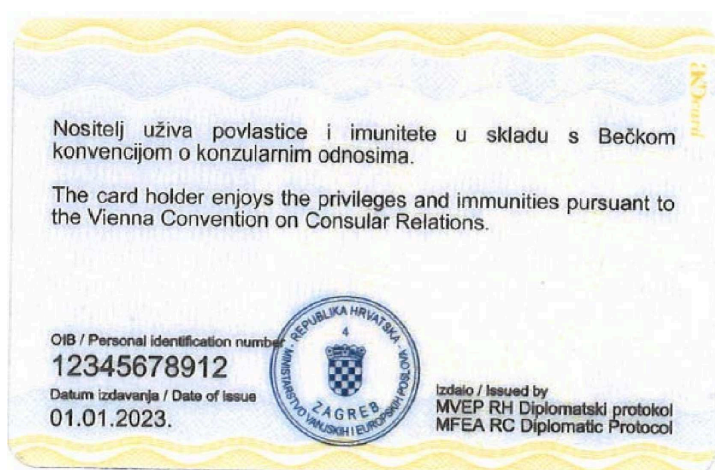 Nositelj uživa povlastice i imunitete u skladu s Bečkom
konvencijom o konzularnim odnosima.
The card holder enjoys the privileges and immunities pursuant to
the Vienna Convention on Consular Relations.
OIB / Personal identification number
12345678912
Datum izdavanja / Date of issue
01.01.2023.
REPUBLIKA HRVATSKA
4
MINISTARSTVO VANJSKIH I EUROPSKIH POSLOVA
ZAGREB
Izdalo / Issued by
MVEP RH Diplomatski protokol
MFEA RC Diplomatic Protocol